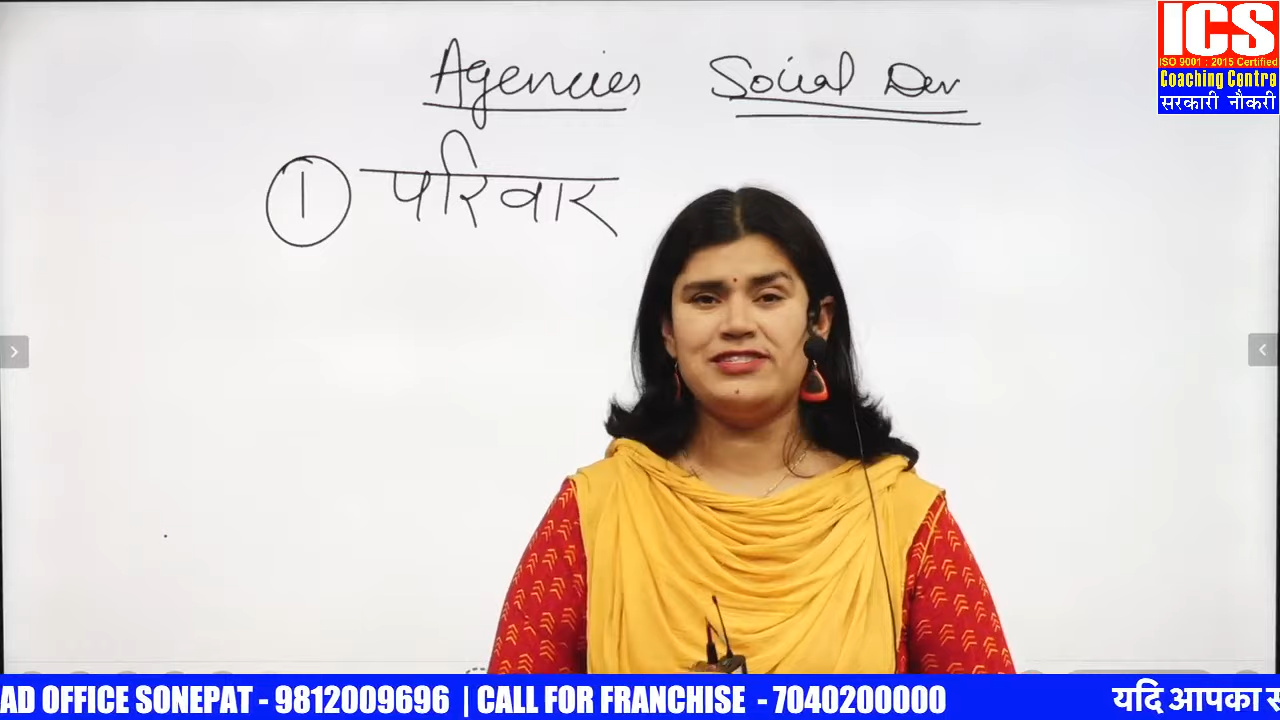 Agencies Social Dev
① परिवार
ICS
ISO 9001 : 2015 Certified
Coaching Centre
सरकारी नौकरी
AD OFFICE SONEPAT - 9812009696 | CALL FOR FRANCHISE - 7040200000
यदि आपका